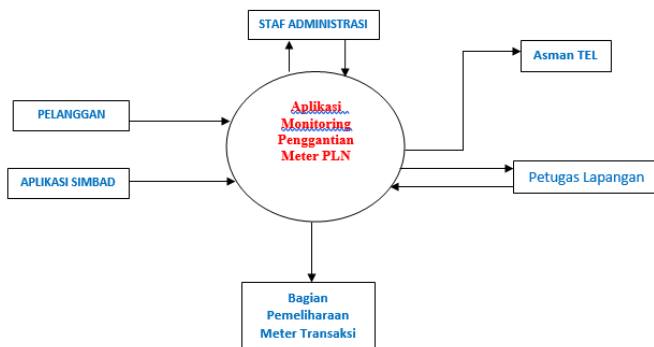 STAF ADMINISTRASI
Asman TEL
Aplikasi
Monitoring
Penggantian
Meter PLN
PELANGGAN
APLIKASI SIMBAD
Petugas Lapangan
Bagian
Pemeliharaan
Meter Transaksi